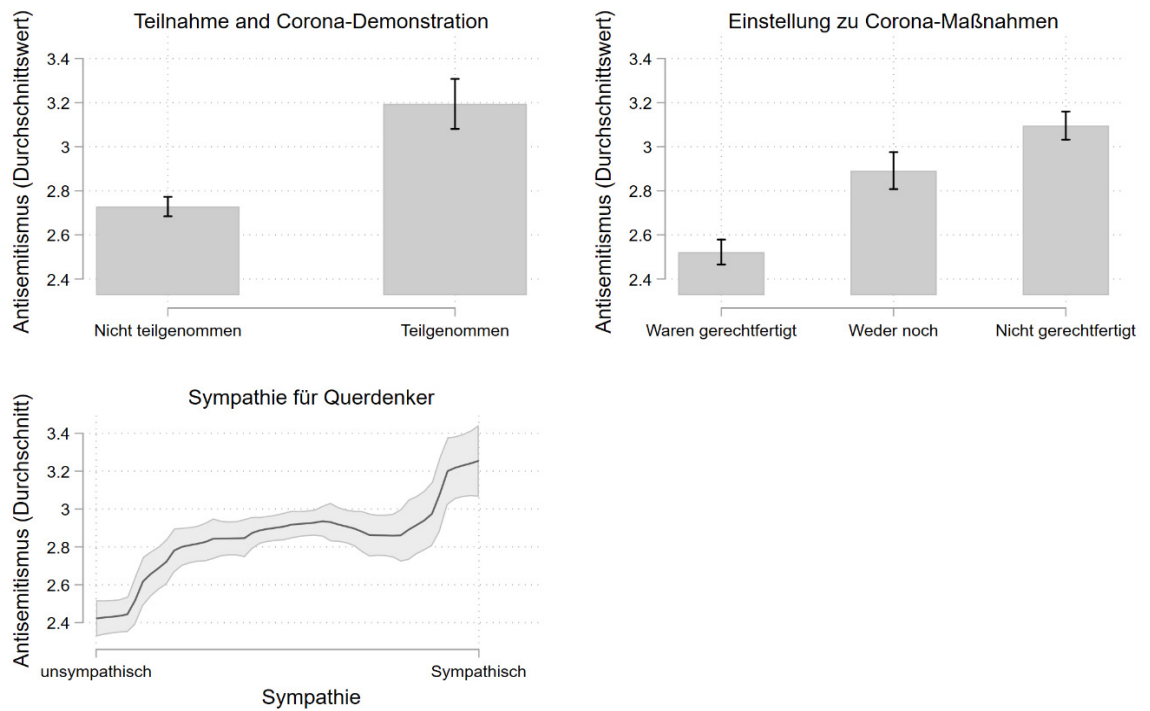 Teilnahme and Corona-Demonstration
Antisemitismus (Durchschnittswert)
3.4
3.2
3
2.8
2.6
2.4
Nicht teilgenommen
Teilgenommen
Einstellung zu Corona-Maßnahmen
Antisemitismus (Durchschnittswert)
3.4
3.2
3
2.8
2.6
2.4
Waren gerechtfertigt
Weder noch
Nicht gerechtfertigt
Sympathie für Querdenker
Antisemitismus (Durchschnitt)
3.4
3.2
3
2.8
2.6
2.4
unsympathisch
Sympathisch
Sympathie